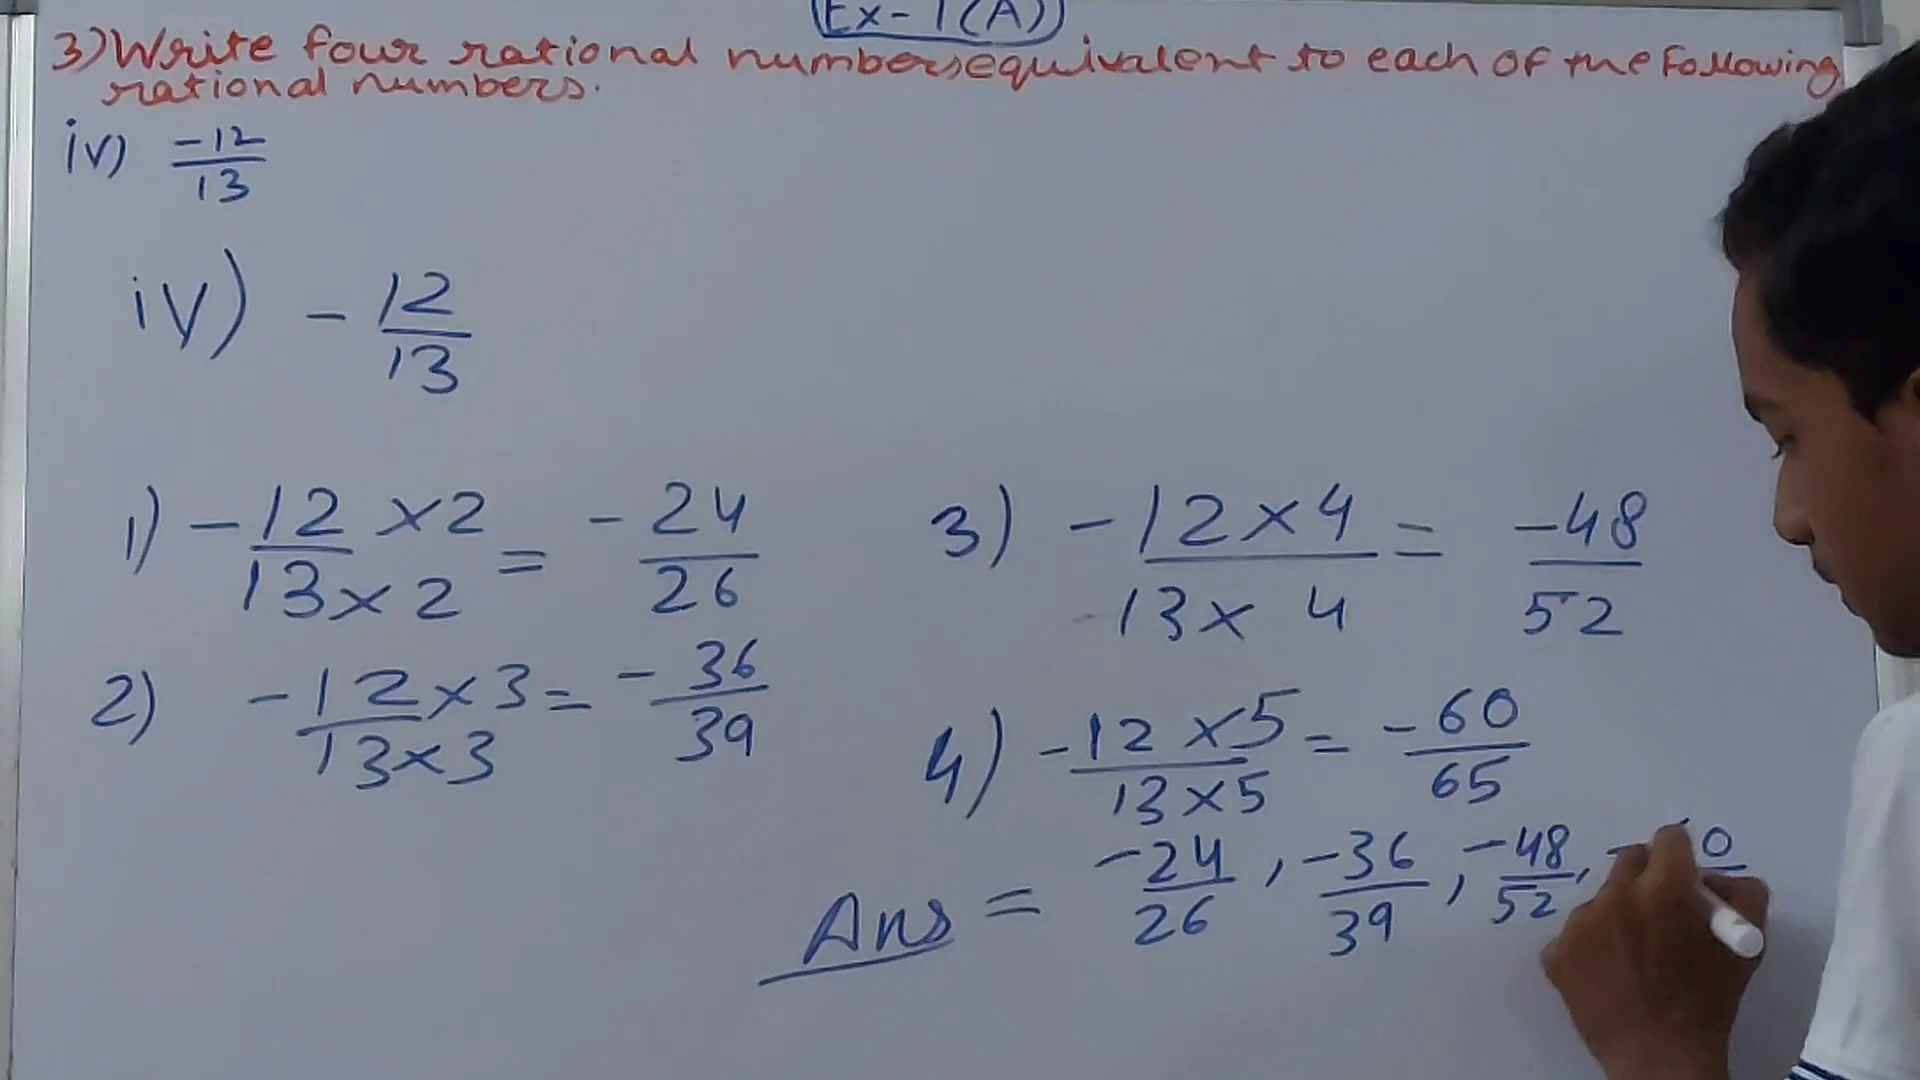 Ex-1(A)
3) Write four rational numbers equivalent to each of the following
rational numbers.
iv) -12/13
iv) - 12/13
1) - 12 × 2 / 13 × 2 = - 24/26
2) - 12 × 3 / 13 × 3 = - 36/39
3) - 12 × 4 / 13 × 4 = -48/52
4) - 12 × 5 / 13 × 5 = - 60/65
Ans = -24/26, -36/39, -48/52,